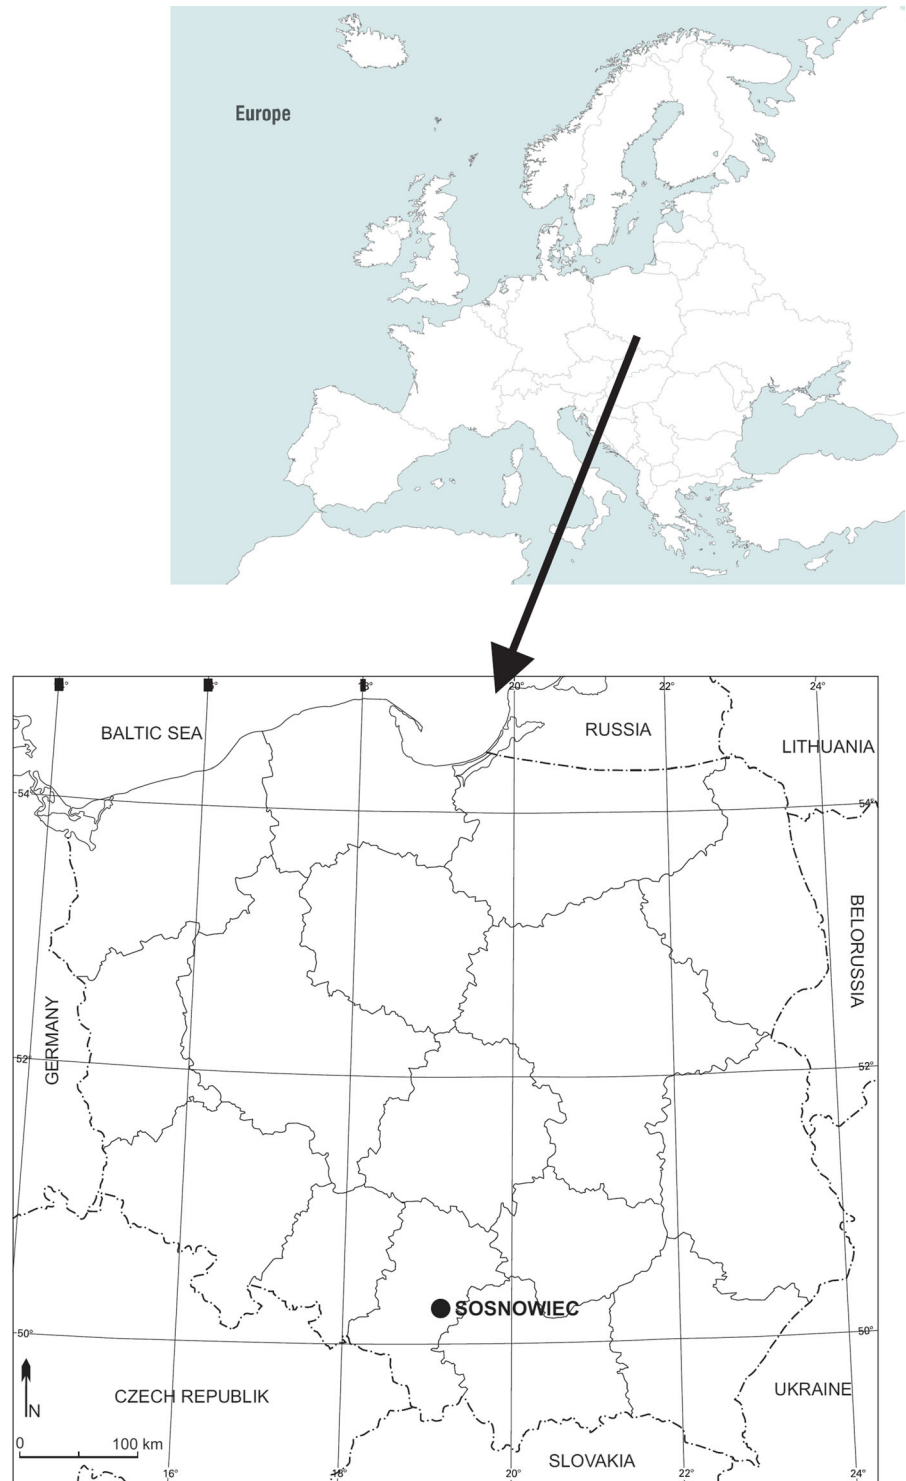 Europe
20°
22°
24°
BALTIC SEA
RUSSIA
LITHUANIA
54°
54°
BELORUSSIA
GERMANY
52°
52°
SOSNOWIEC
50°
50°
N
CZECH REPUBLIK
UKRAINE
0
100 km
SLOVAKIA
16°
18°
20°
22°
24°